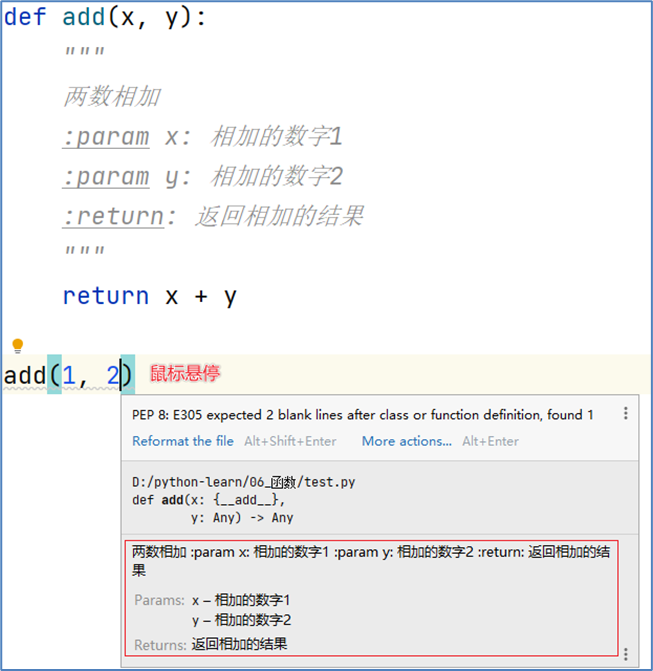 def add(x, y):
"""
两数相加
:param x: 相加的数字1
:param y: 相加的数字2
:return: 返回相加的结果
"""
return x + y
add(1, 2) 鼠标悬停
PEP 8: E305 expected 2 blank lines after class or function definition, found 1
Reformat the file Alt+Shift+Enter More actions... Alt+Enter
D:/python-learn/06_函数/test.py
def add(x: {__add__},
y: Any) -> Any
两数相加 :param x: 相加的数字1 :param y: 相加的数字2 :return: 返回相加的结
果
Params: x – 相加的数字1
y – 相加的数字2
Returns: 返回相加的结果